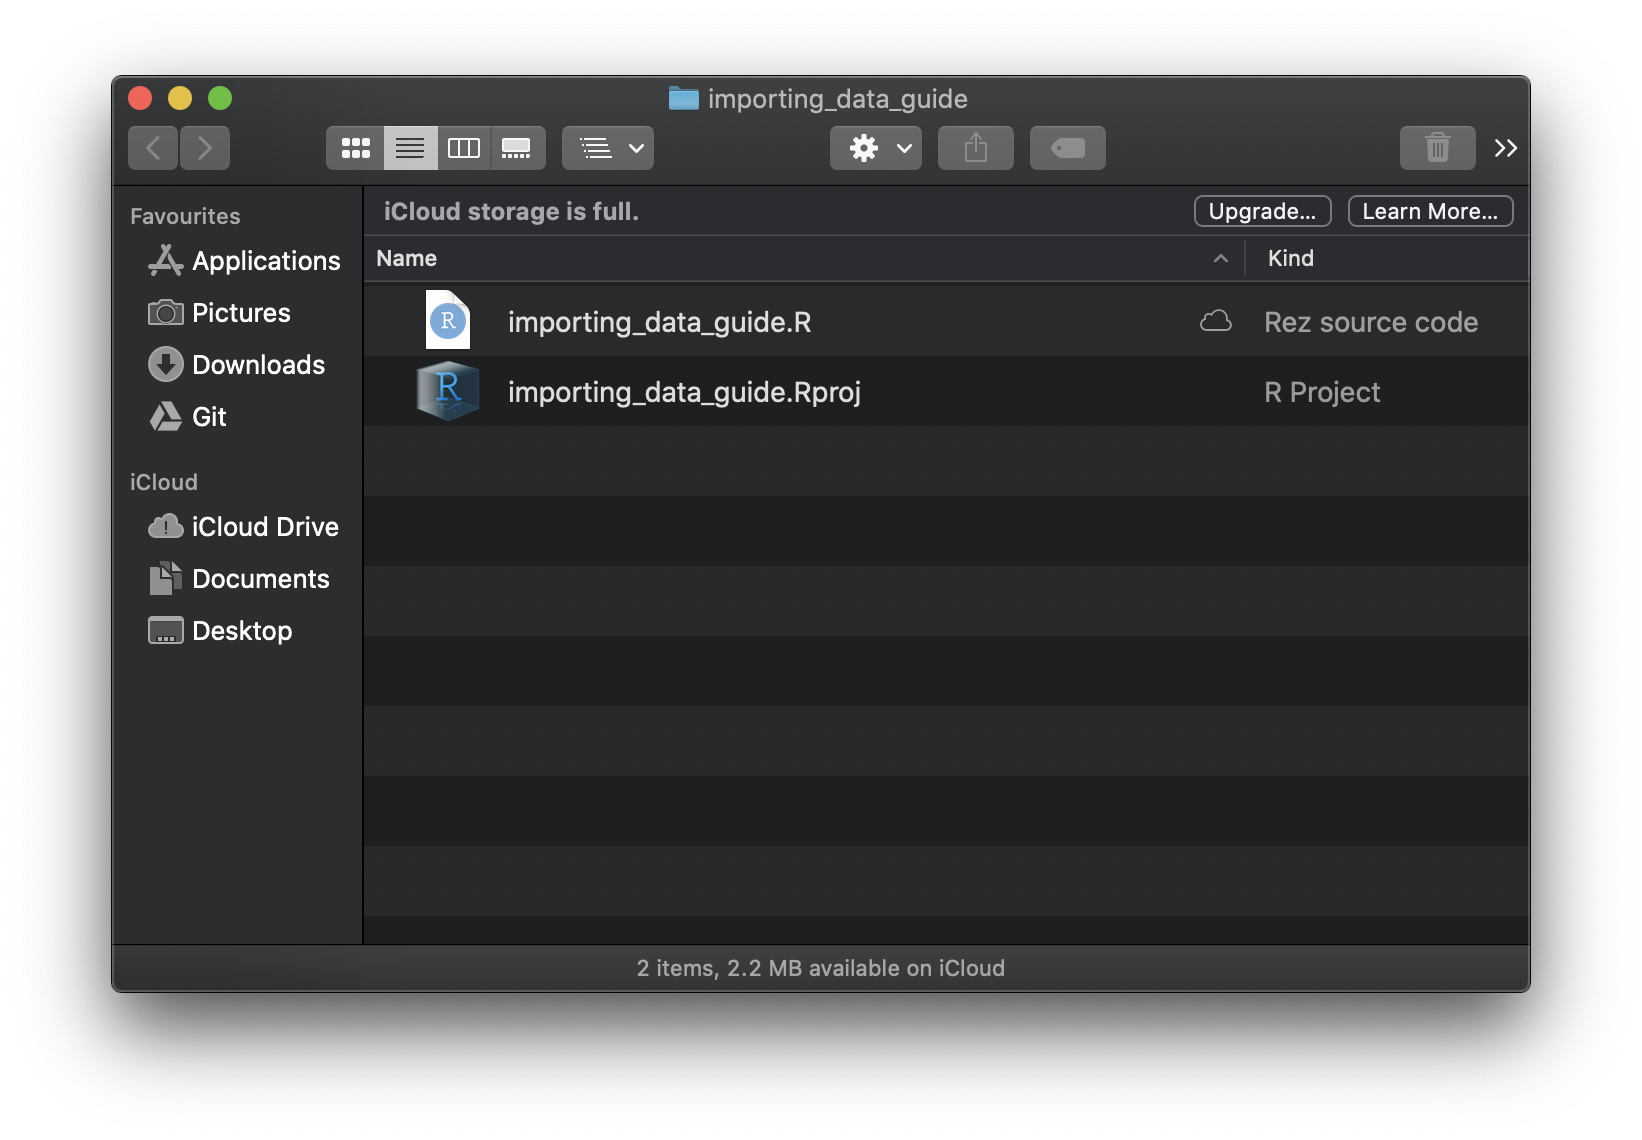 importing_data_guide
Favourites
Applications
Pictures
Downloads
Git
iCloud
iCloud Drive
Documents
Desktop
iCloud storage is full.
Upgrade...
Learn More...
Name
Kind
R
importing_data_guide.R
Rez source code
R
importing_data_guide.Rproj
R Project
2 items, 2.2 MB available on iCloud